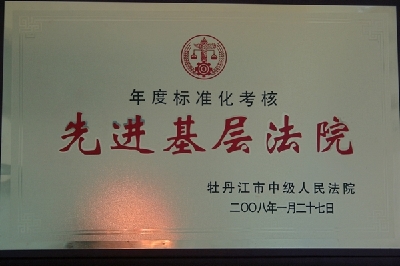 年度标准化考核
先进基层法院
牡丹江市中级人民法院
二〇〇八年一月二十七日